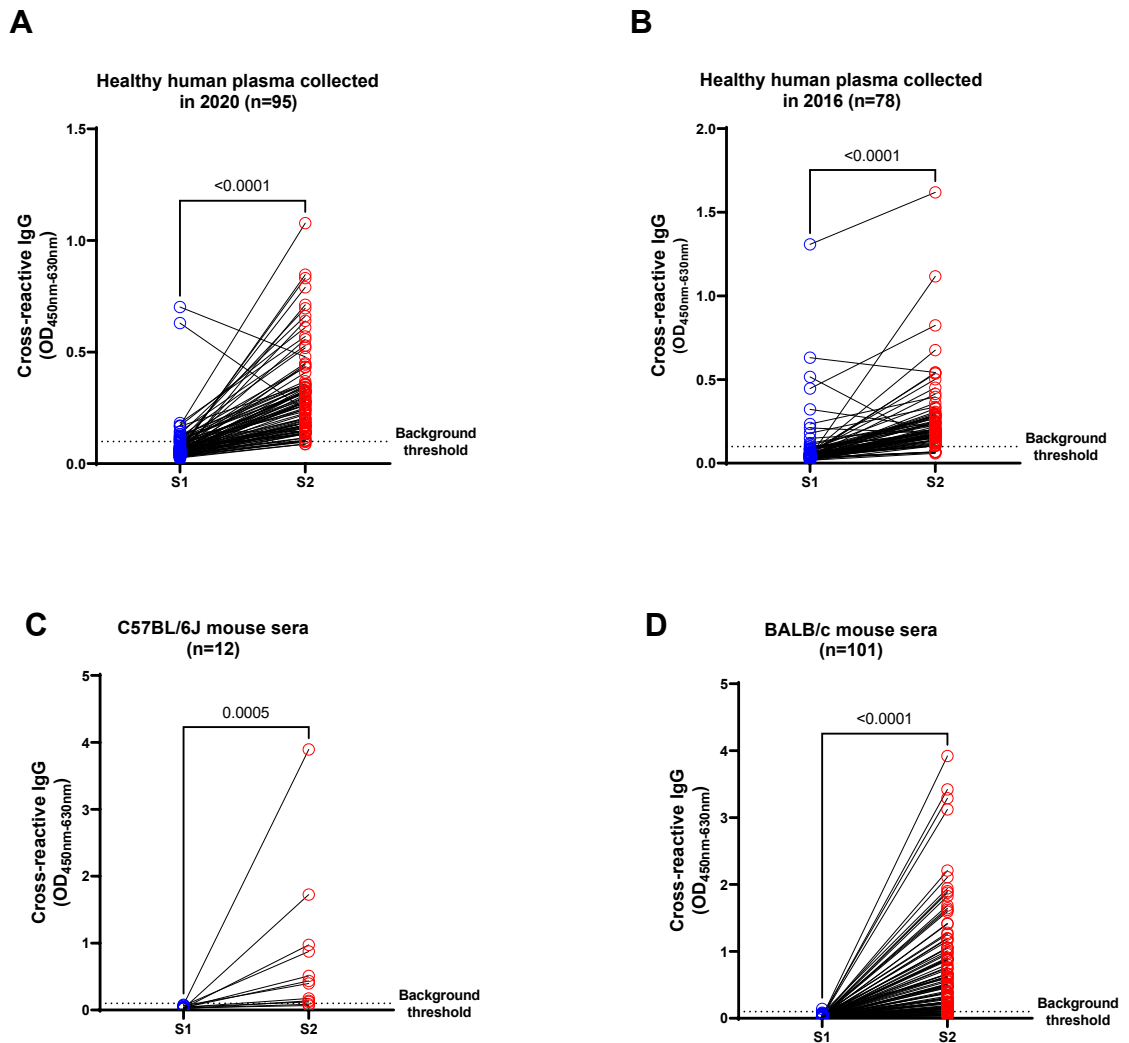 A
Healthy human plasma collected
in 2020 (n=95)
Cross-reactive IgG
(OD450nm-630nm)
1.5
1.0
0.5
0.0
<0.0001
Background
threshold
S1
S2
B
Healthy human plasma collected
in 2016 (n=78)
Cross-reactive IgG
(OD450nm-630nm)
2.0
1.5
1.0
0.5
0.0
<0.0001
Background
threshold
S1
S2
C
C57BL/6J mouse sera
(n=12)
Cross-reactive IgG
(OD450nm-630nm)
5
4
3
2
1
0
0.0005
Background
threshold
S1
S2
D
BALB/c mouse sera
(n=101)
Cross-reactive IgG
(OD450nm-630nm)
5
4
3
2
1
0
<0.0001
Background
threshold
S1
S2